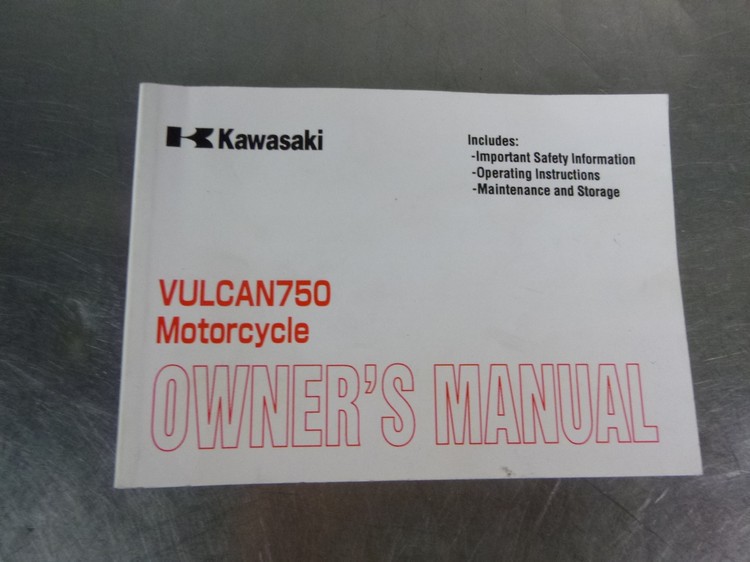 Kawasaki
Includes:
-Important Safety Information
-Operating Instructions
-Maintenance and Storage
VULCAN750
Motorcycle
OWNER'S MANUAL